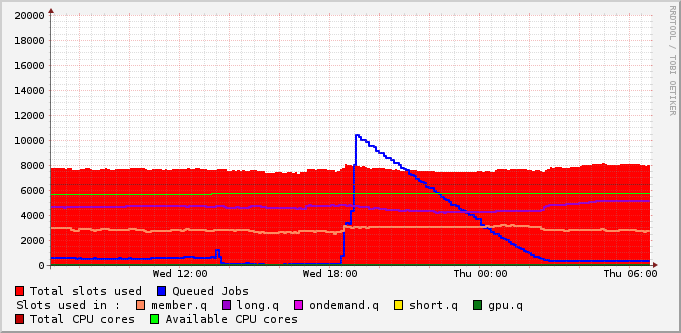 20000
18000
16000
14000
12000
10000
8000
6000
4000
2000
0
Wed 12:00 Wed 18:00 Thu 00:00 Thu 06:00
Total slots used Queued Jobs
Slots used in : member.q long.q ondemand.q short.q gpu.q
Total CPU cores Available CPU cores
RRDTOOL / TOBI OETIKER